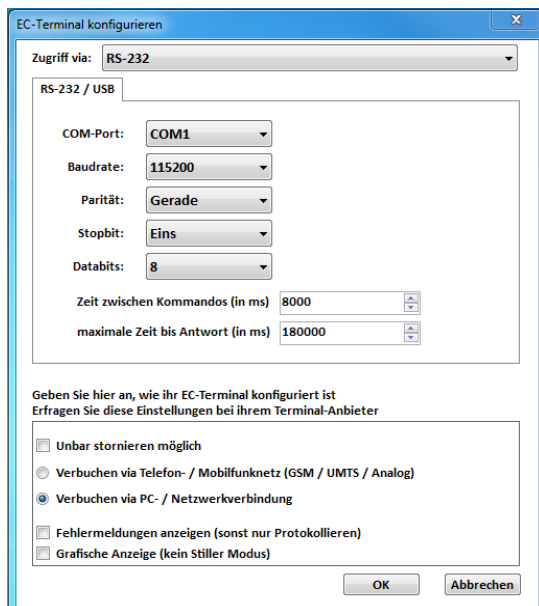 EC-Terminal konfigurieren
Zugriff via: RS-232
RS-232 / USB
COM-Port: COM1
Baudrate: 115200
Parität: Gerade
Stopbit: Eins
Databits: 8
Zeit zwischen Kommandos (in ms) 8000
maximale Zeit bis Antwort (in ms) 180000
Geben Sie hier an, wie ihr EC-Terminal konfiguriert ist
Erfragen Sie diese Einstellungen bei ihrem Terminal-Anbieter
Unbar stornieren möglich
Verbuchen via Telefon- / Mobilfunknetz (GSM / UMTS / Analog)
Verbuchen via PC- / Netzwerkverbindung
Fehlermeldungen anzeigen (sonst nur Protokollieren)
Grafische Anzeige (kein Stiller Modus)
OK Abbrechen